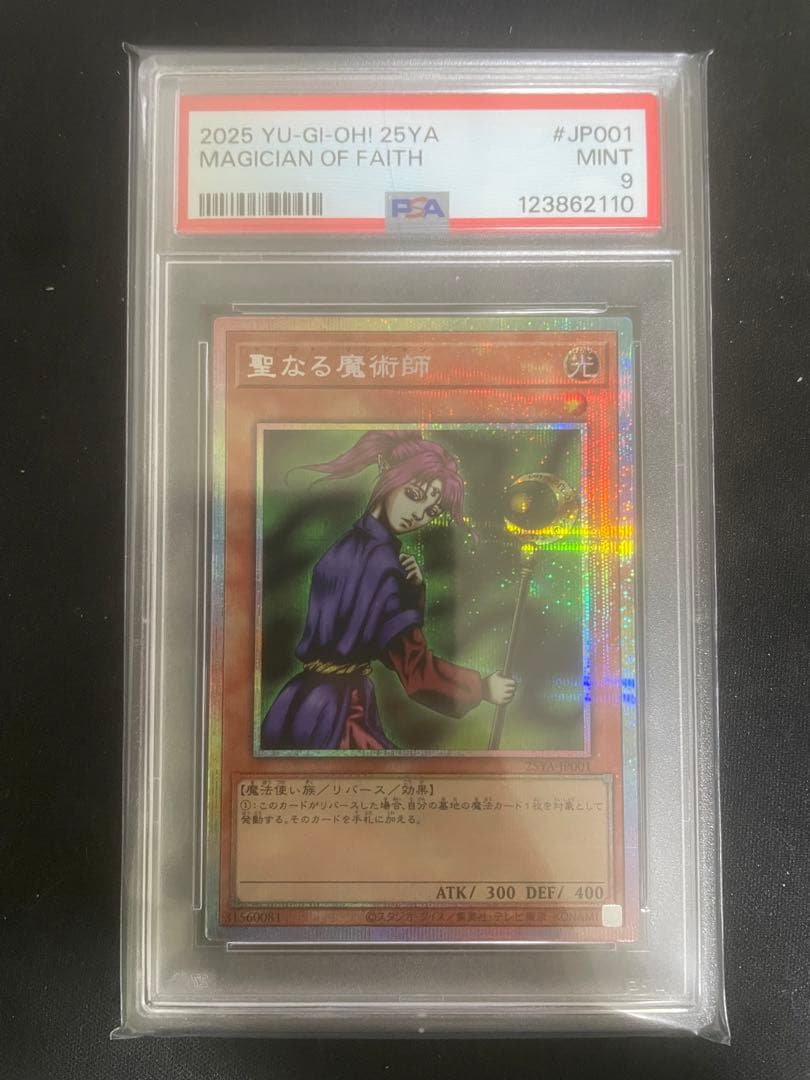 2025 YU-GI-OH! 25YA #JP001
MAGICIAN OF FAITH MINT
9
PSA 123862110
聖なる魔術師 光
25YA-JP001
【魔法使い族／リバース／効果】
①：このカードがリバースした場合、自分の墓地の魔法カード１枚を対象として
発動する。そのカードを手札に加える。
ATK/ 300 DEF/ 400
31560081 ©スタジオ・ダイス／集英社・テレビ東京・KONAMI